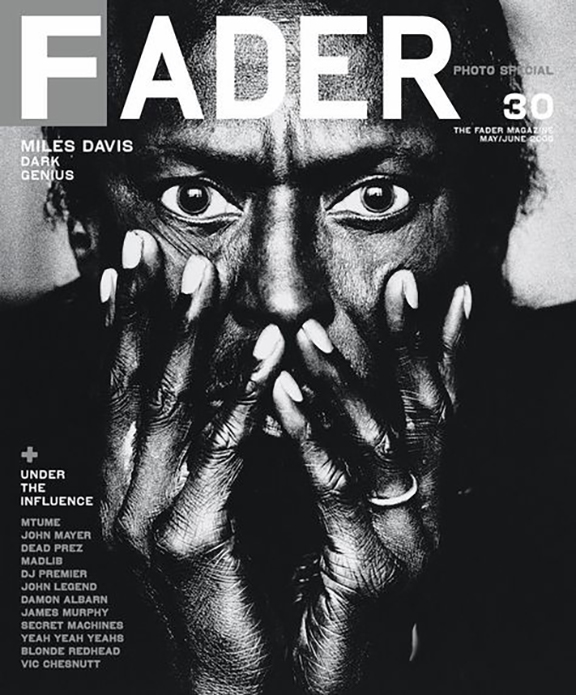 FADER
PHOTO SPECIAL
30
THE FADER MAGAZINE
MAY/JUNE
MILES DAVIS
DARK
GENIUS
+
UNDER
THE
INFLUENCE
MTUME
JOHN MAYER
DEAD PREZ
MADLIB
DJ PREMIER
JOHN LEGEND
DAMON ALBARN
JAMES MURPHY
SECRET MACHINES
YEAH YEAH YEAHS
BLONDE REDHEAD
VIC CHESNUTT